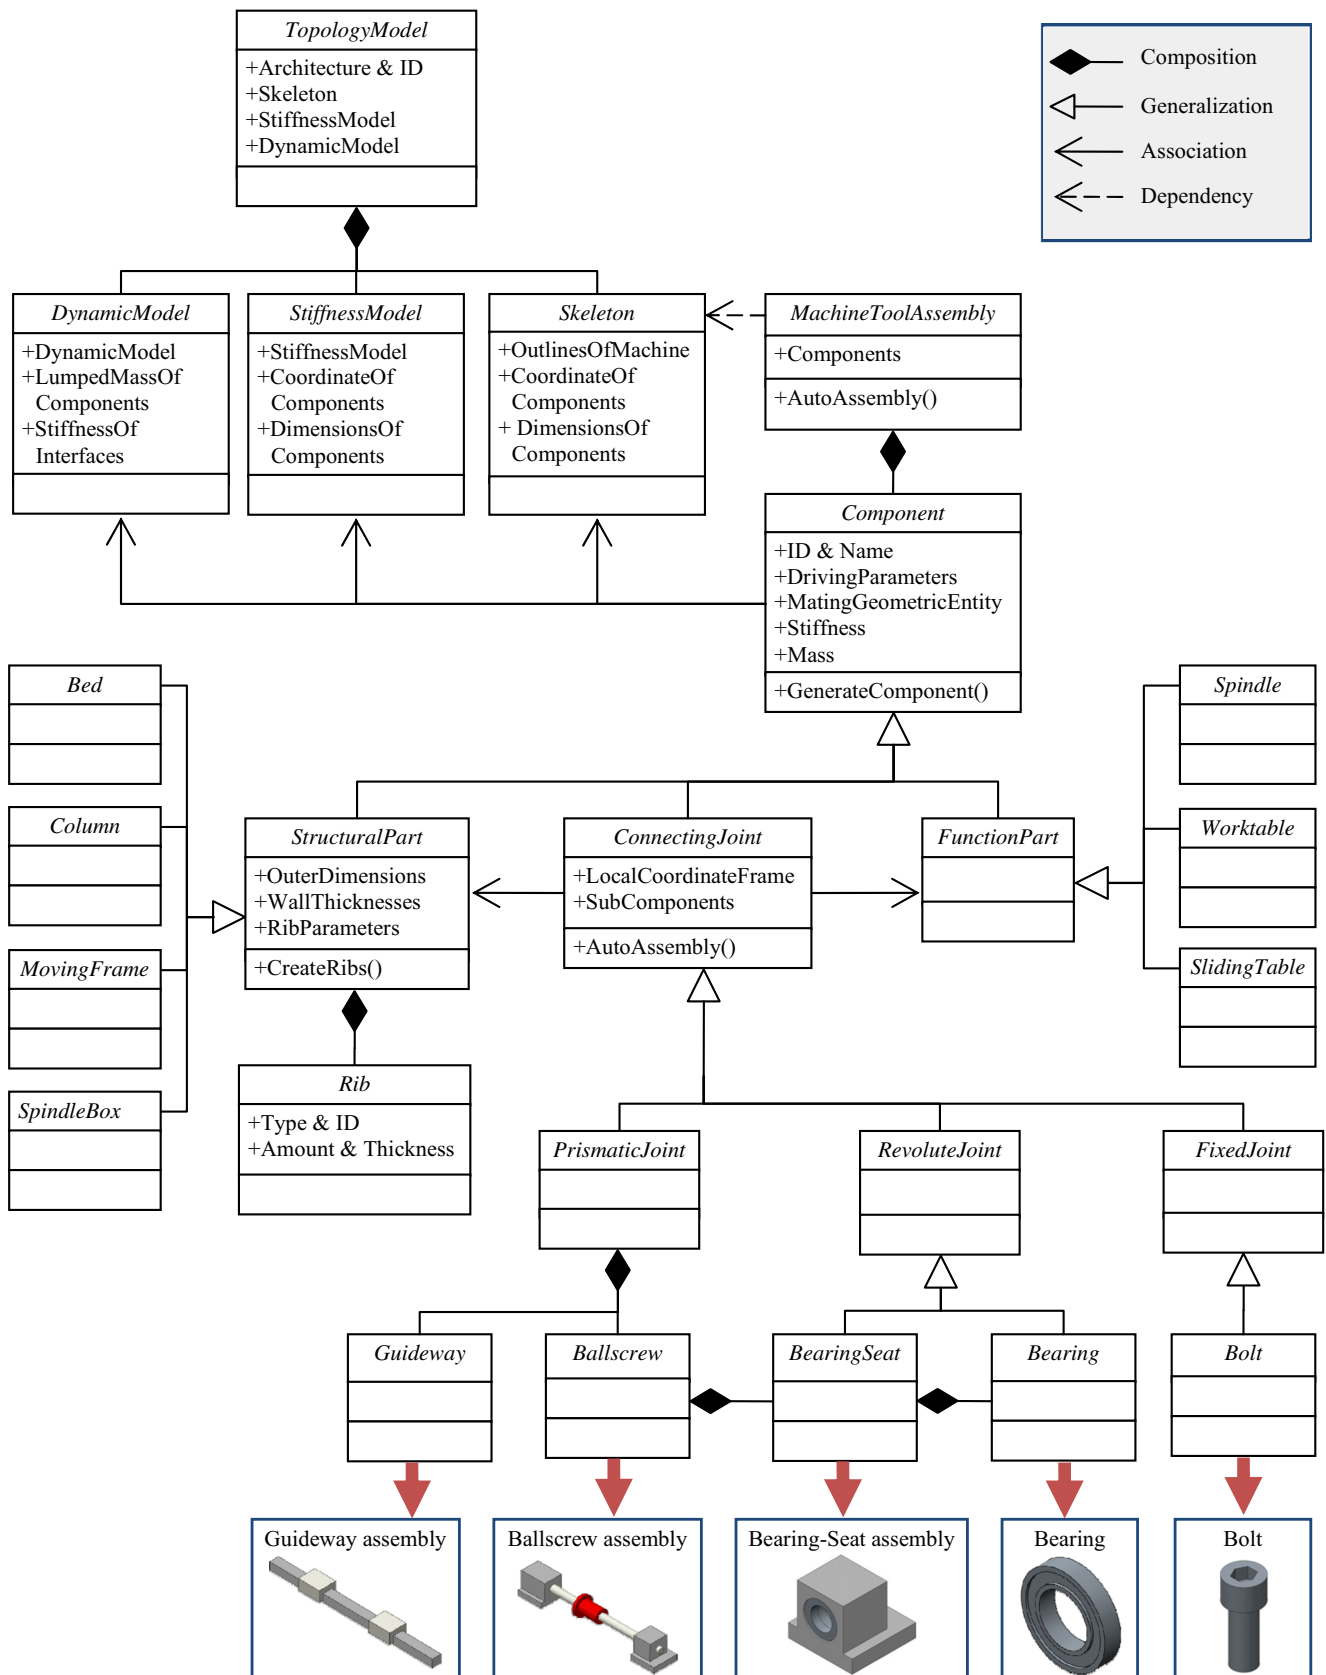 TopologyModel
+Architecture & ID
+Skeleton
+StiffnessModel
+DynamicModel
Composition
Generalization
Association
Dependency
DynamicModel
+DynamicModel
+LumpedMassOf
Components
+StiffnessOf
Interfaces
StiffnessModel
+StiffnessModel
+CoordinateOf
Components
+DimensionsOf
Components
Skeleton
+OutlinesOfMachine
+CoordinateOf
Components
+ DimensionsOf
Components
MachineToolAssembly
+Components
+AutoAssembly()
Component
+ID & Name
+DrivingParameters
+MatingGeometricEntity
+Stiffness
+Mass
+GenerateComponent()
Bed
Column
MovingFrame
SpindleBox
StructuralPart
+OuterDimensions
+WallThicknesses
+RibParameters
+CreateRibs()
ConnectingJoint
+LocalCoordinateFrame
+SubComponents
+AutoAssembly()
FunctionPart
Spindle
Worktable
SlidingTable
Rib
+Type & ID
+Amount & Thickness
PrismaticJoint
RevoluteJoint
FixedJoint
Guideway
Ballscrew
BearingSeat
Bearing
Bolt
Guideway assembly
Ballscrew assembly
Bearing-Seat assembly
Bearing
Bolt